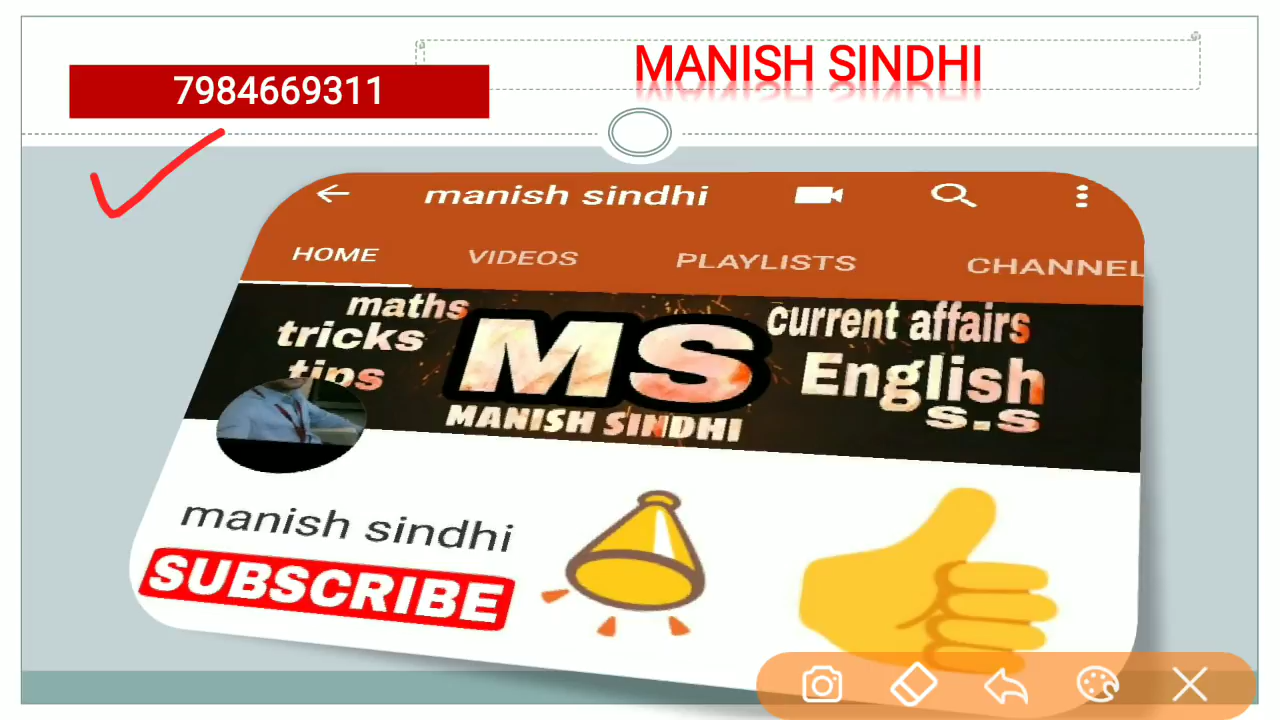 MANISH SINDHI
7984669311
manish sindhi
HOME VIDEOS PLAYLISTS CHANNEL
maths
tricks
tips
MS
MANISH SINDHI
current affairs
English
s.s
manish sindhi
SUBSCRIBE